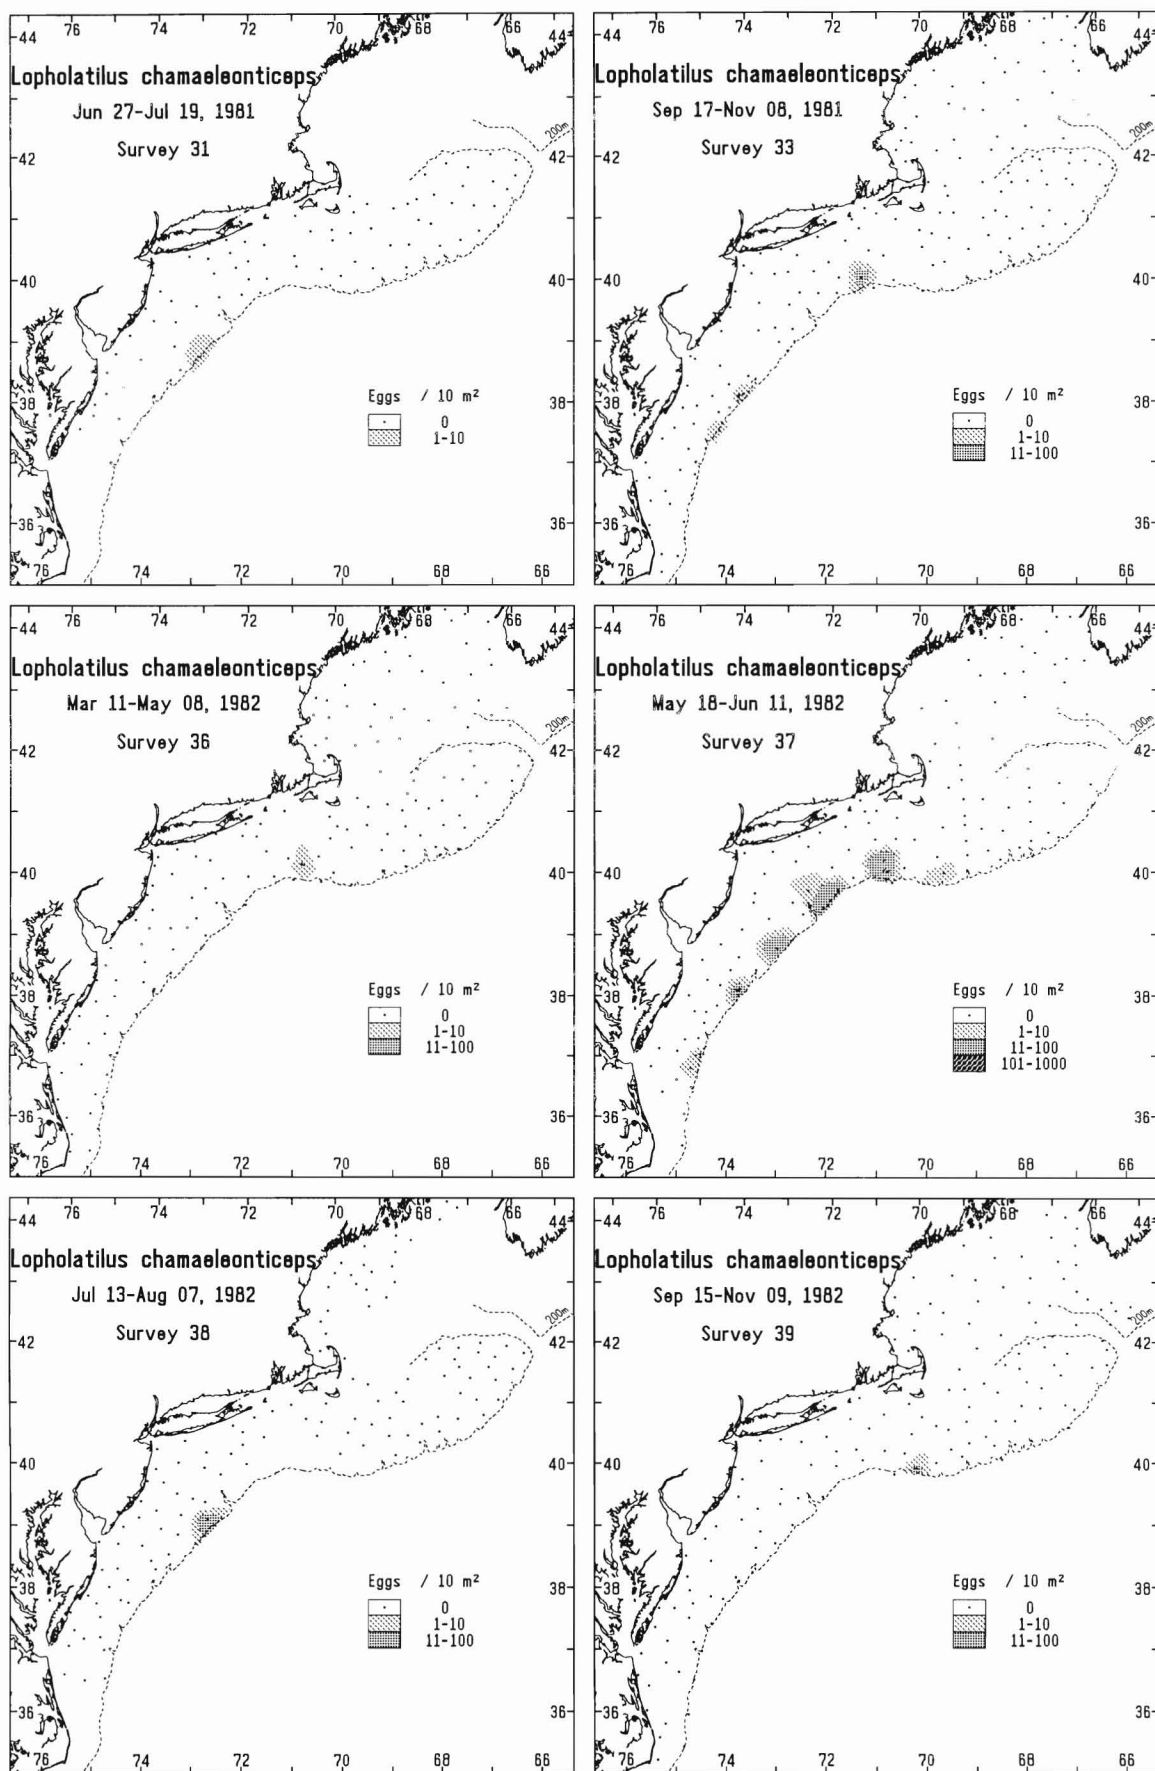 76 74 72 70 68 66
44 44
Lopholatilus chamaeleonticeps
Jun 27-Jul 19, 1981
Survey 31
200m
42 42
40 40
Eggs / 10 m²
0
1-10
38 38
36 36
76 74 72 70 68 66
76 74 72 70 68 66
44 44
Lopholatilus chamaeleonticeps
Sep 17-Nov 08, 1981
Survey 33
200m
42 42
40 40
Eggs / 10 m²
0
1-10
11-100
38 38
36 36
76 74 72 70 68 66
76 74 72 70 68 66
44 44
Lopholatilus chamaeleonticeps
Mar 11-May 08, 1982
Survey 36
200m
42 42
40 40
Eggs / 10 m²
0
1-10
11-100
38 38
36 36
76 74 72 70 68 66
76 74 72 70 68 66
44 44
Lopholatilus chamaeleonticeps
May 18-Jun 11, 1982
Survey 37
200m
42 42
40 40
Eggs / 10 m²
0
1-10
11-100
101-1000
38 38
36 36
76 74 72 70 68 66
76 74 72 70 68 66
44 44
Lopholatilus chamaeleonticeps
Jul 13-Aug 07, 1982
Survey 38
200m
42 42
40 40
Eggs / 10 m²
0
1-10
11-100
38 38
36 36
76 74 72 70 68 66
76 74 72 70 68 66
44 44
Lopholatilus chamaeleonticeps
Sep 15-Nov 09, 1982
Survey 39
200m
42 42
40 40
Eggs / 10 m²
0
1-10
11-100
38 38
36 36
76 74 72 70 68 66